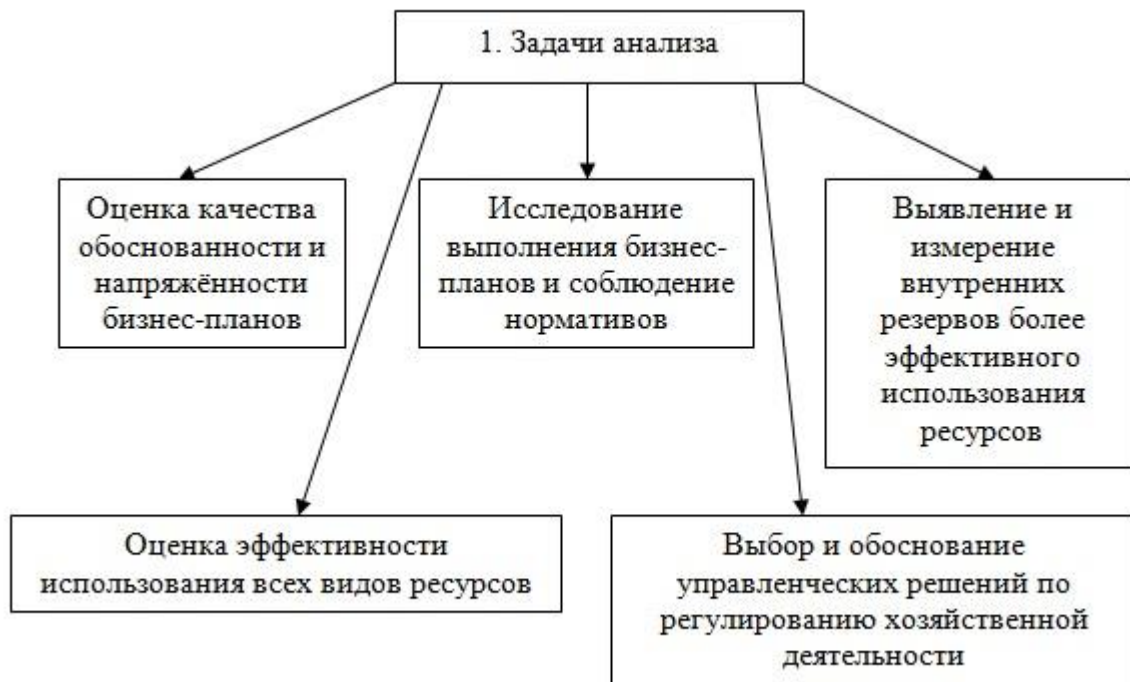 1. Задачи анализа
Оценка качества
обоснованности и
напряжённости
бизнес-планов
Исследование
выполнения бизнес-
планов и соблюдение
нормативов
Выявление и
измерение
внутренних
резервов более
эффективного
использования
ресурсов
Оценка эффективности
использования всех видов ресурсов
Выбор и обоснование
управленческих решений по
регулированию хозяйственной
деятельности